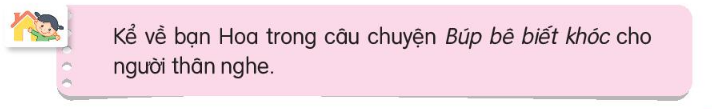 Kể về bạn Hoa trong câu chuyện Búp bê biết khóc cho
người thân nghe.